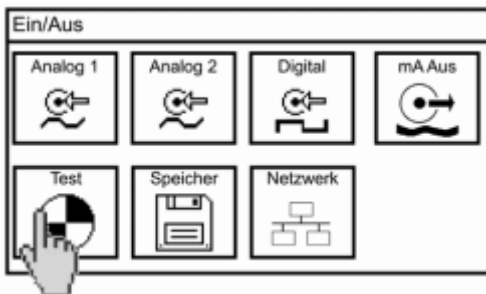 Ein/Aus
Analog 1
Analog 2
Digital
mA Aus
Test
Speicher
Netzwerk